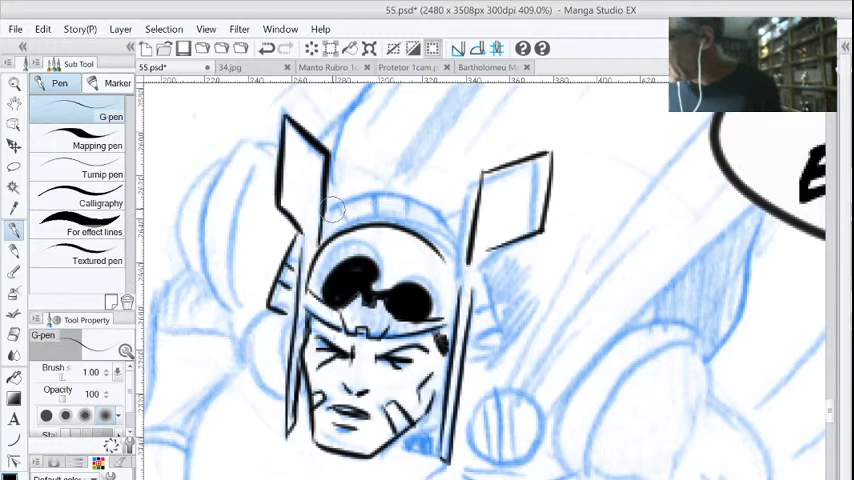 55.psd* (2480 x 3508px 300dpi 409.0%) - Manga Studio EX
File Edit Story(P) Layer Selection View Filter Window Help
Sub Tool
55.psd* 34.jpg Manto Rubro 1c Protetor 1cam.p Bartholomeu M
Pen Marker
G-pen
Mapping pen
Turnip pen
Calligraphy
For effect lines
Textured pen
Tool Property
G-pen
Brush 1.00
Opacity 100
Default color